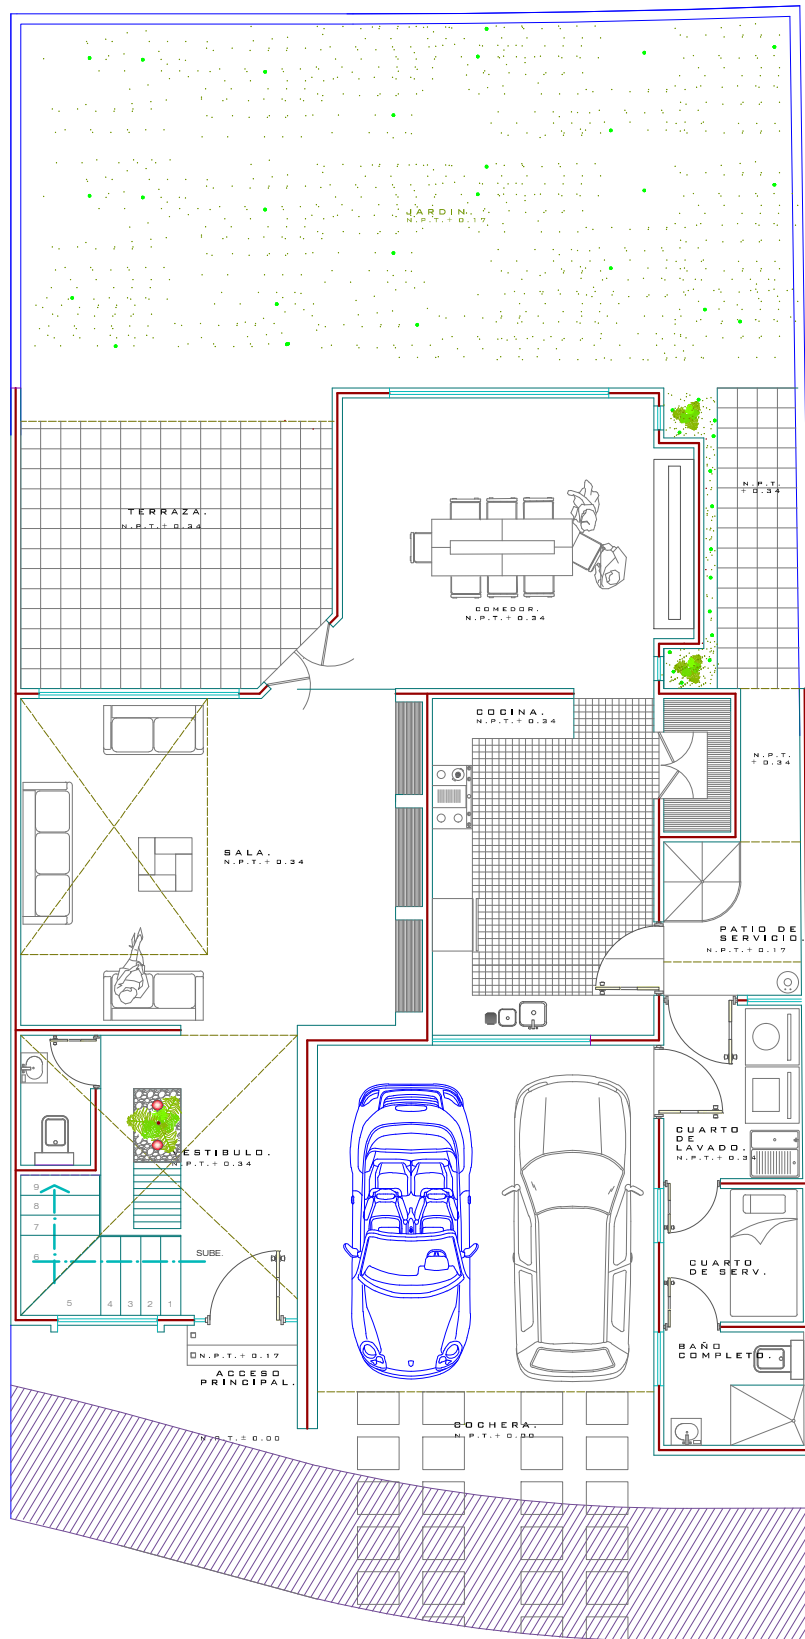 JARDIN.
N.P.T.+ 0.17
TERRAZA.
N.P.T.+ 0.34
N.P.T.
+ 0.34
COMEDOR.
N.P.T.+ 0.34
COCINA.
N.P.T.+ 0.34
N.P.T.
+ 0.34
SALA.
N.P.T.+ 0.34
PATIO DE
SERVICIO.
N.P.T.+ 0.17
CUARTO
DE
LAVADO.
N.P.T.+ 0.34
ESTIBULO.
N.P.T.+ 0.34
9
8
7
6
5
4
3
2
1
SUBE.
CUARTO
DE SERV.
BAÑO
COMPLETO.
N.P.T.+ 0.17
ACCESO
PRINCIPAL.
N.P.T.± 0.00
COCHERA.
N.P.T.± 0.00